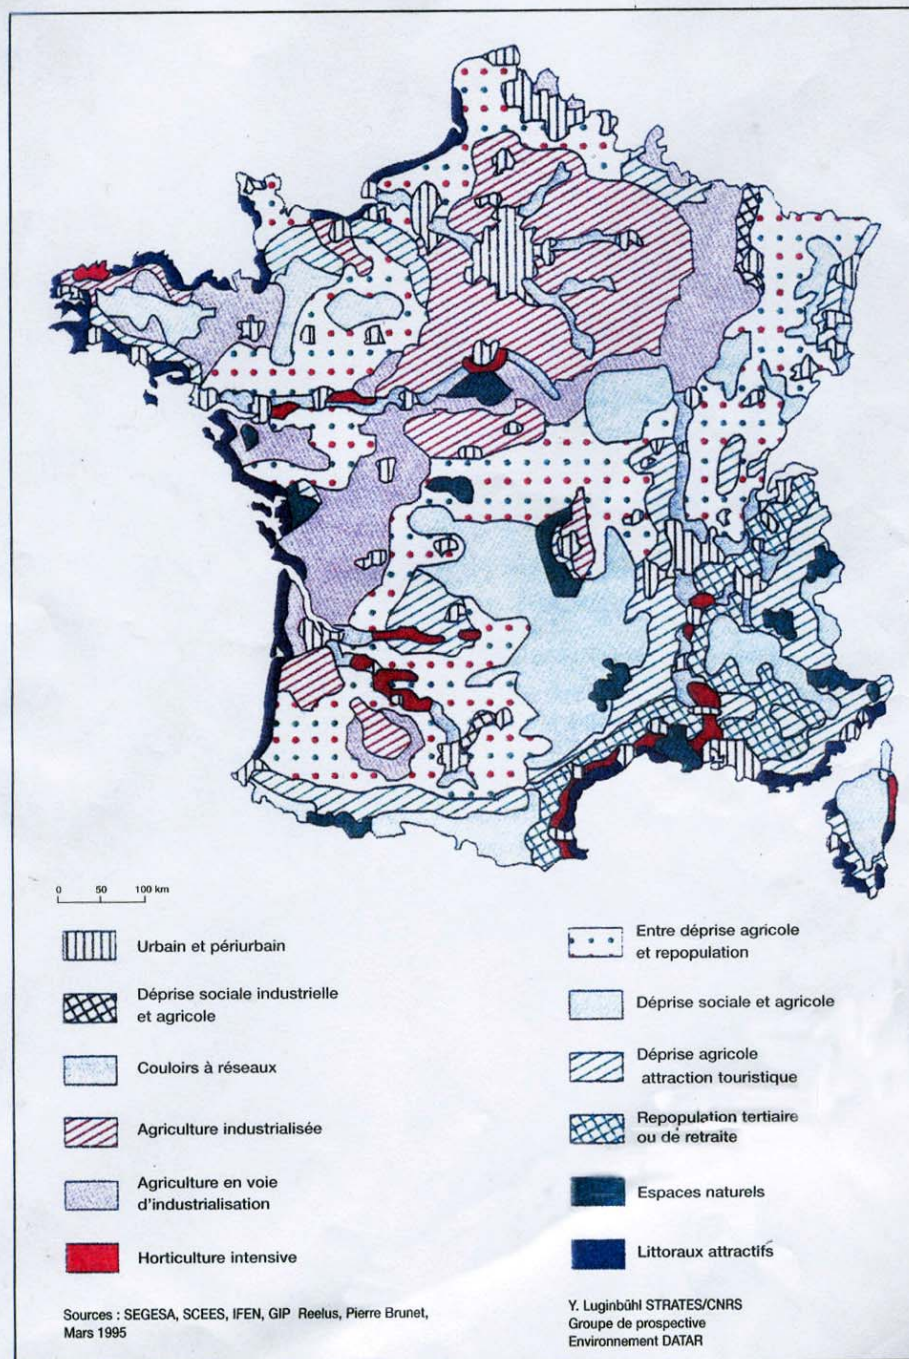 0 50 100 km
Urbain et périurbain
Déprise sociale industrielle
et agricole
Couloirs à réseaux
Agriculture industrialisée
Agriculture en voie
d'industrialisation
Horticulture intensive
Entre déprise agricole
et repopulation
Déprise sociale et agricole
Déprise agricole
attraction touristique
Repopulation tertiaire
ou de retraite
Espaces naturels
Littoraux attractifs
Sources : SEGESA, SCEES, IFEN, GIP Reelus, Pierre Brunet,
Mars 1995
Y. Luginbühl STRATES/CNRS
Groupe de prospective
Environnement DATAR